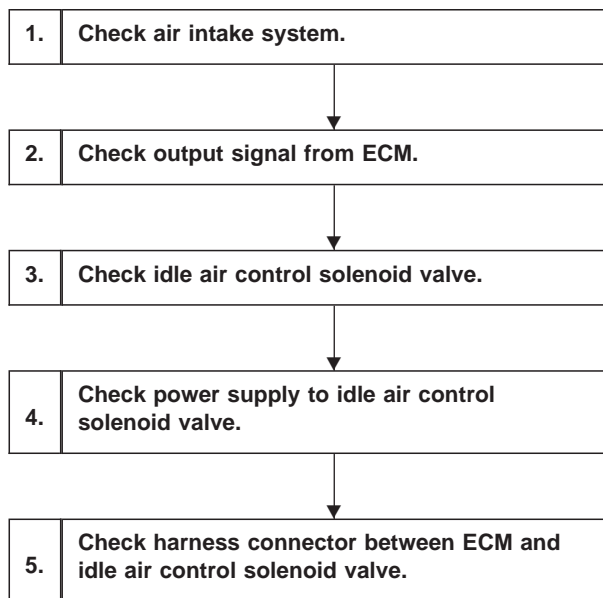 1. Check air intake system.
2. Check output signal from ECM.
3. Check idle air control solenoid valve.
4. Check power supply to idle air control
solenoid valve.
5. Check harness connector between ECM and
idle air control solenoid valve.